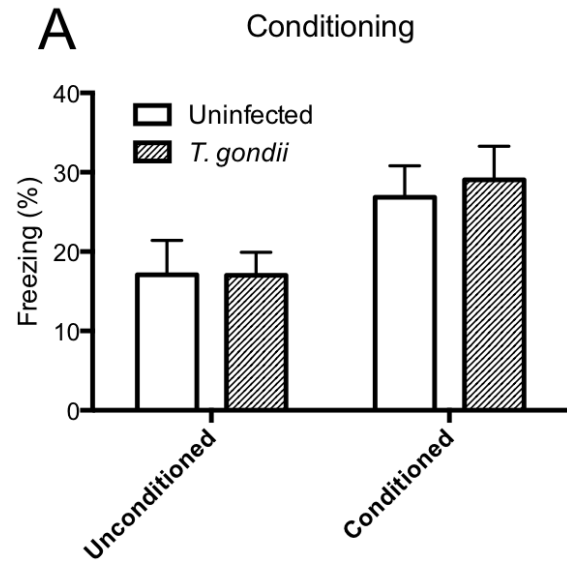 A
Conditioning
Uninfected
T. gondii
Freezing (%)
40
30
20
10
0
Unconditioned
Conditioned